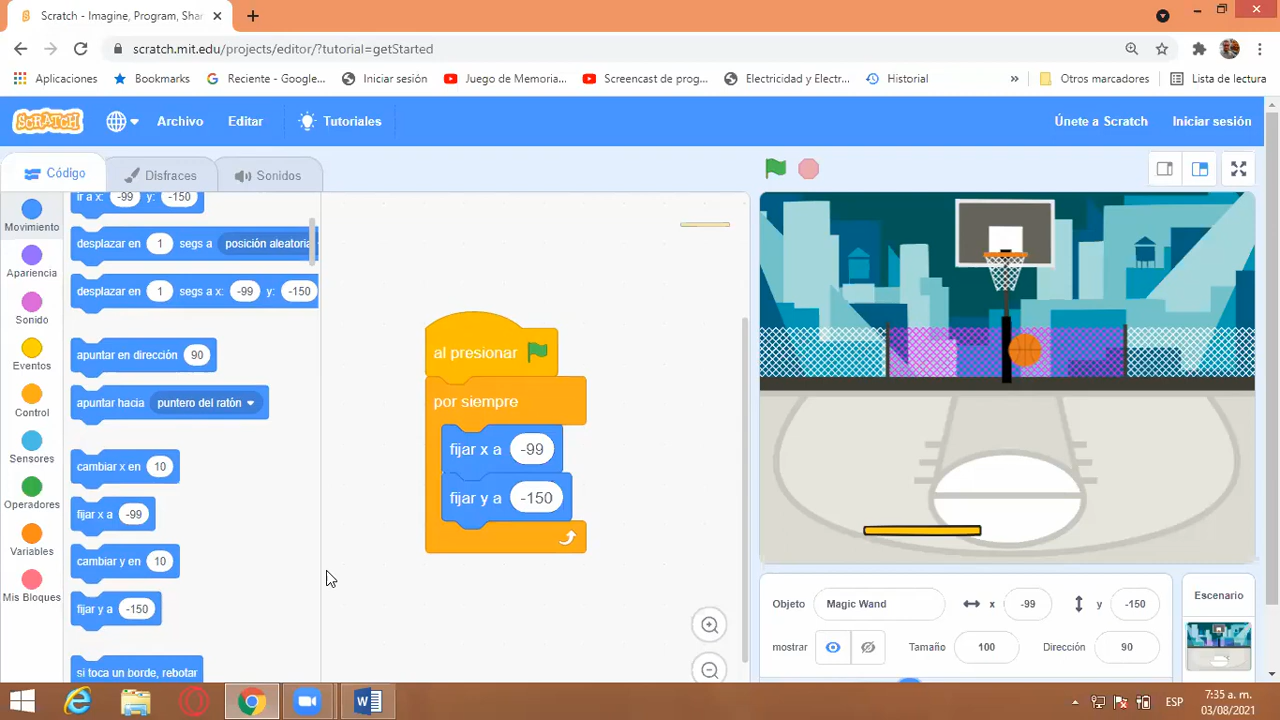 Scratch - Imagine, Program, Shar
scratch.mit.edu/projects/editor/?tutorial=getStarted
Aplicaciones
Bookmarks
Reciente - Google...
Iniciar sesión
Juego de Memoria...
Screencast de prog...
Electricidad y Electr...
Historial
»
Otros marcadores
Lista de lectura
SCRATCH
Archivo
Editar
Tutoriales
Únete a Scratch
Iniciar sesión
Código
Disfraces
Sonidos
Movimiento
Apariencia
Sonido
Eventos
Control
Sensores
Operadores
Variables
Mis Bloques
ir a x: -99 y: -150
desplazar en 1 segs a posición aleatoria
desplazar en 1 segs a x: -99 y: -150
apuntar en dirección 90
apuntar hacia puntero del ratón
cambiar x en 10
fijar x a -99
cambiar y en 10
fijar y a -150
si toca un borde, rebotar
al presionar
por siempre
fijar x a -99
fijar y a -150
Objeto Magic Wand x -99 y -150
mostrar Tamaño 100 Dirección 90
Escenario
ESP
7:35 a. m.
03/08/2021